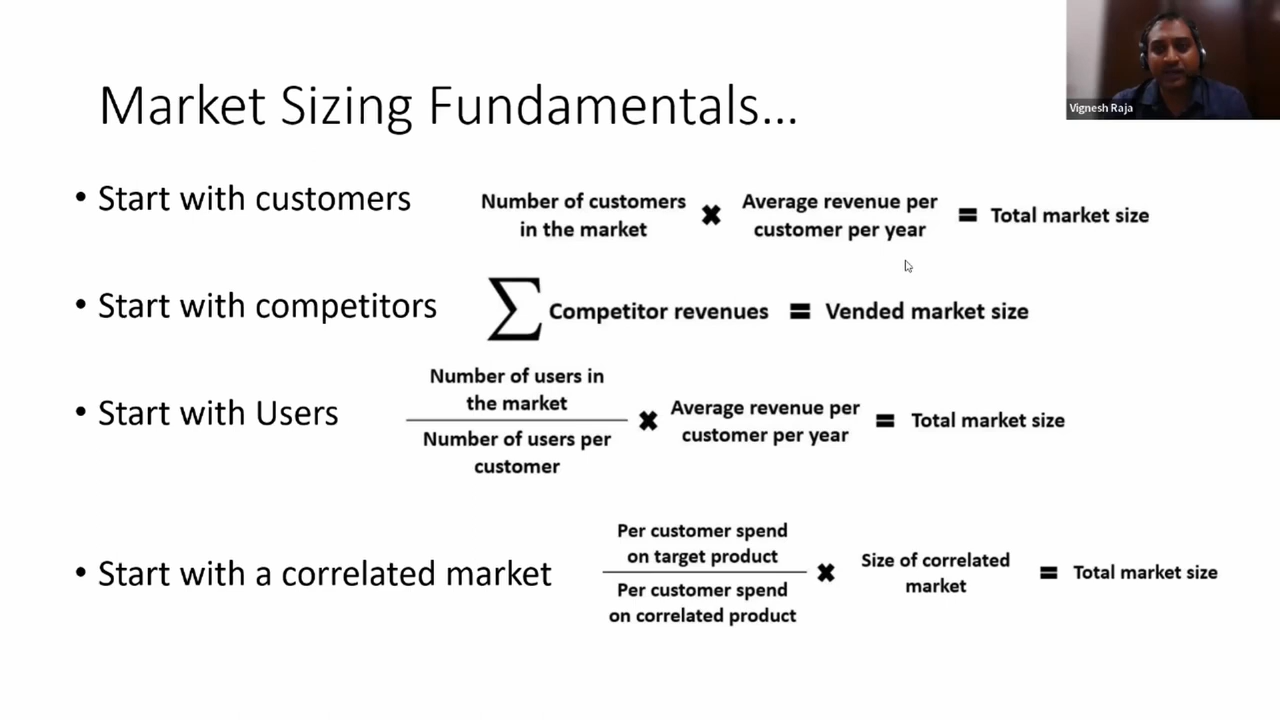 Vignesh Raja
Market Sizing Fundamentals...
• Start with customers
Number of customers
in the market
✖
Average revenue per
customer per year
=
Total market size
• Start with competitors
∑ Competitor revenues = Vended market size
• Start with Users
Number of users in
the market
Number of users per
customer
✖
Average revenue per
customer per year
=
Total market size
• Start with a correlated market
Per customer spend
on target product
Per customer spend
on correlated product
✖
Size of correlated
market
=
Total market size